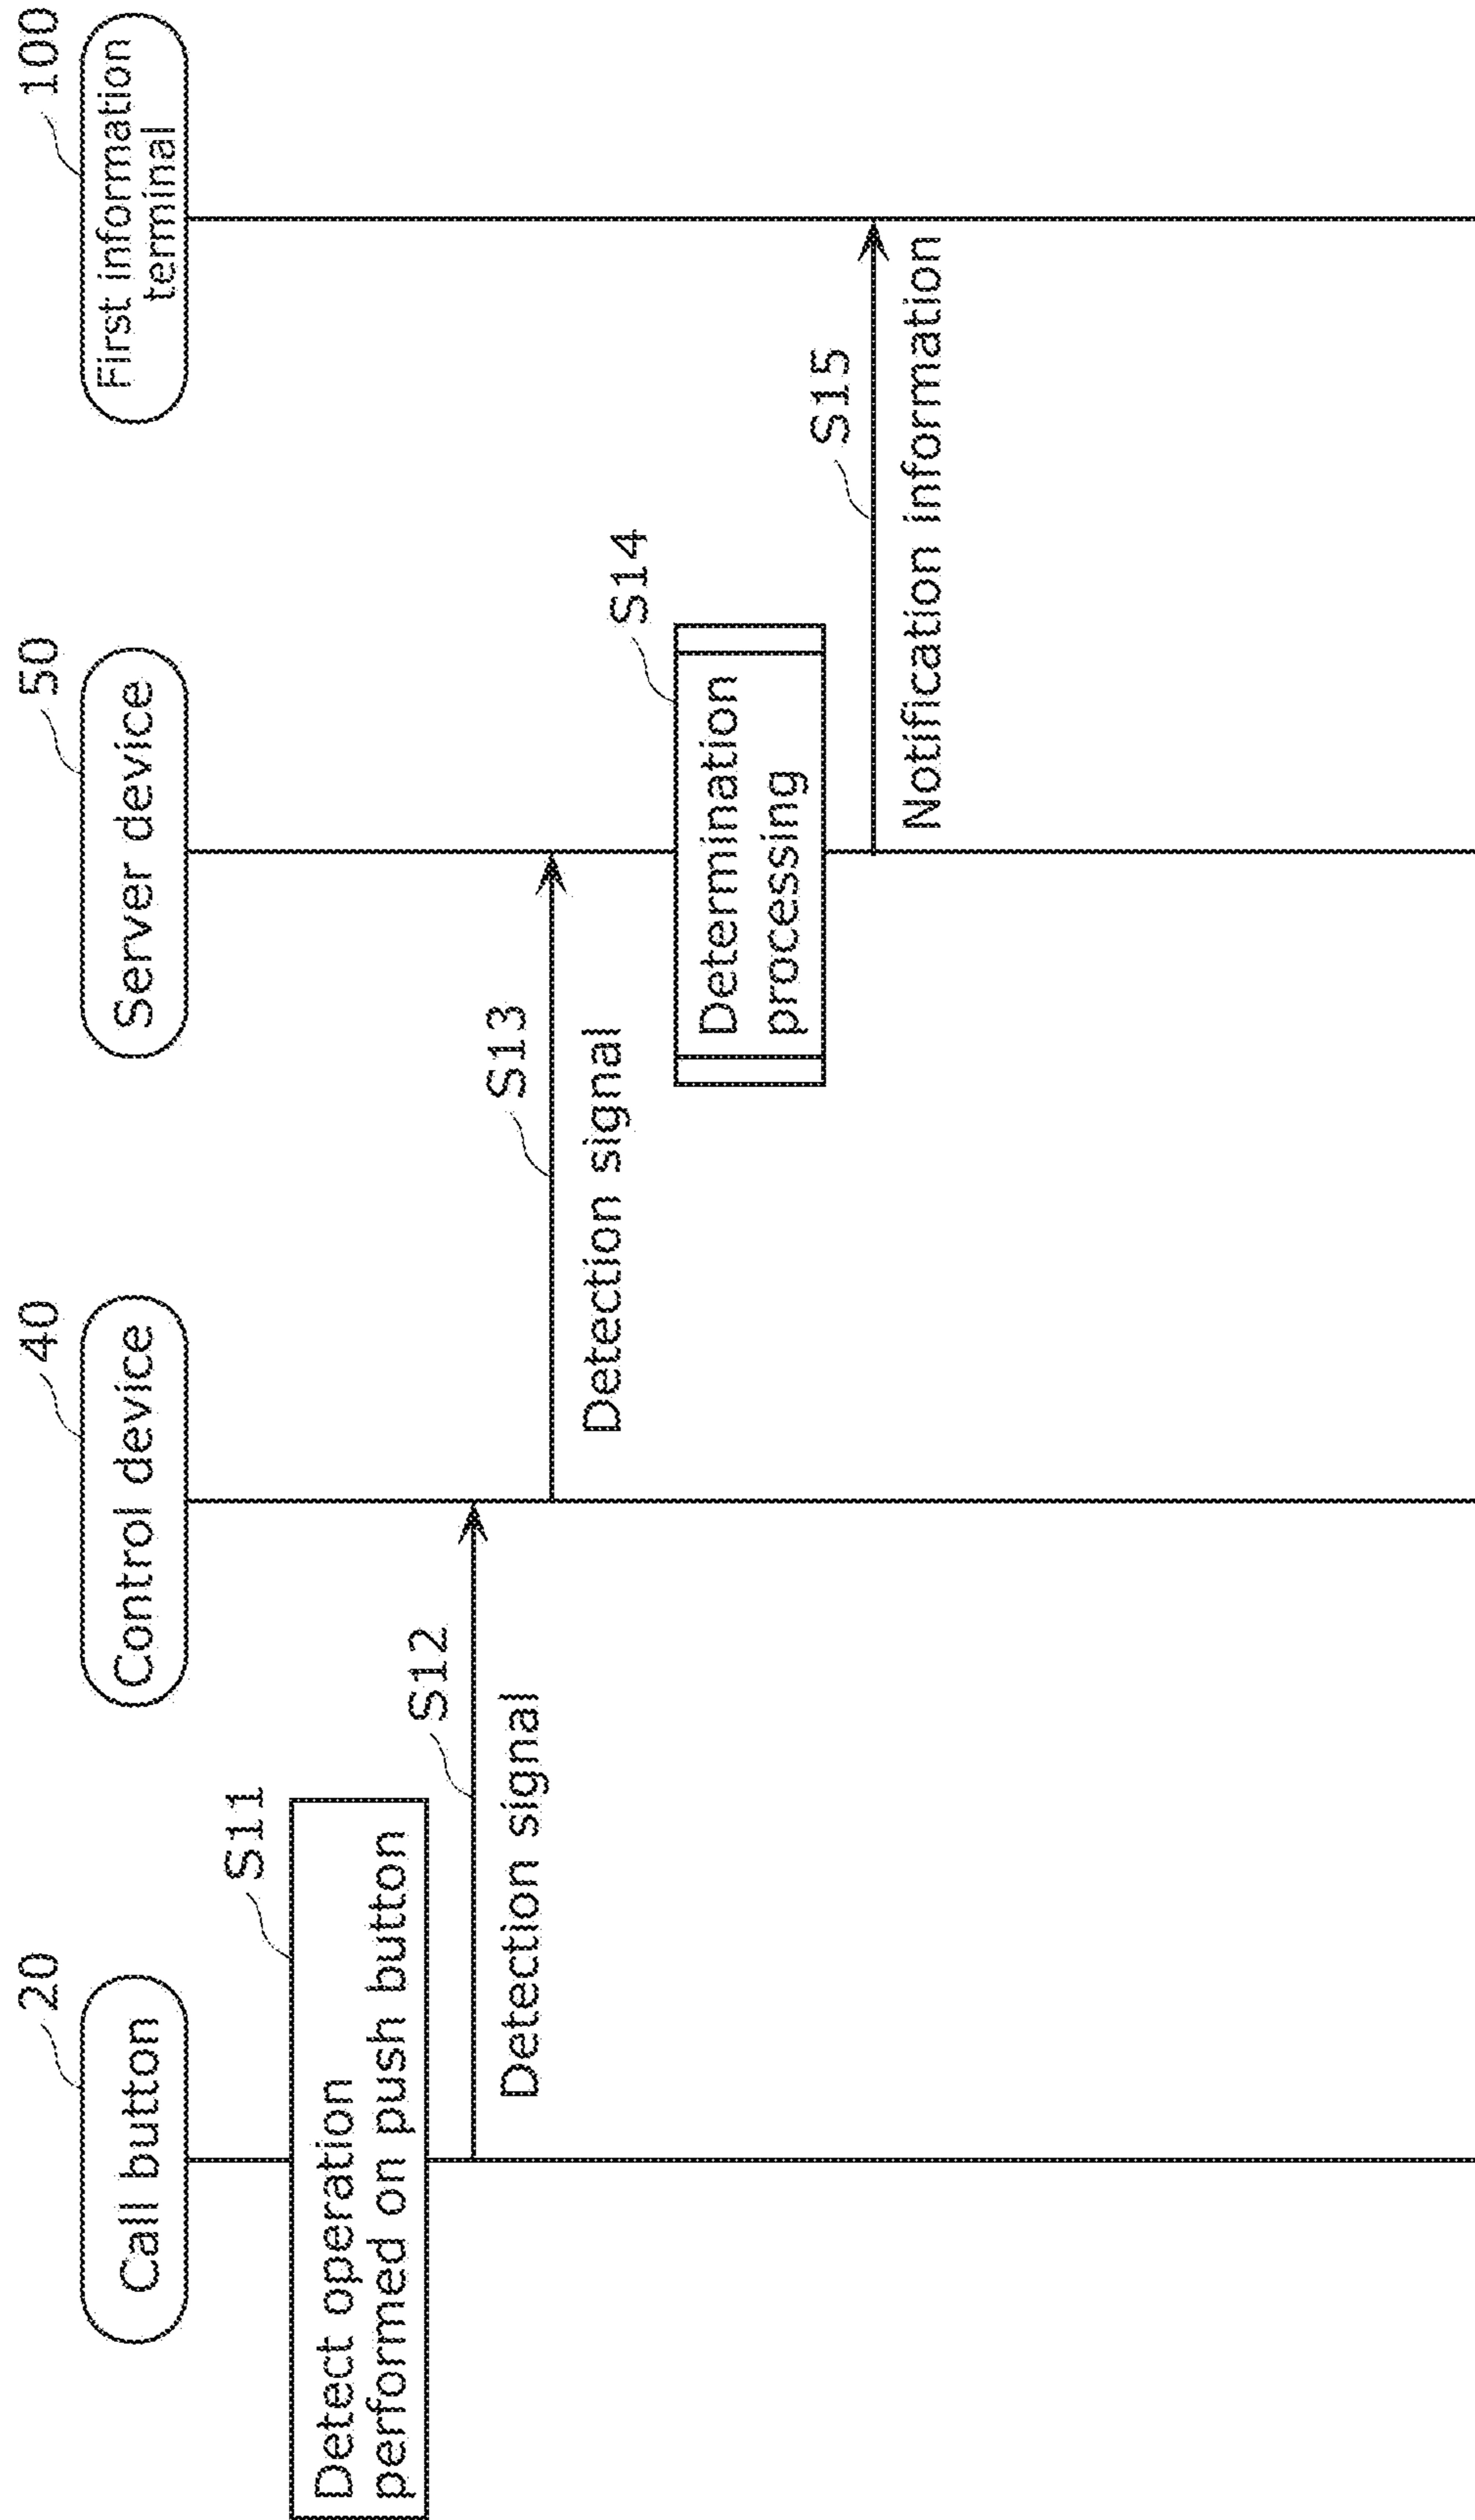 20
Call button
40
Control device
50
Server device
100
First information
terminal
S11
Detect operation
performed on push button
S12
Detection signal
S13
Detection signal
S14
Determination
processing
S15
Notification information